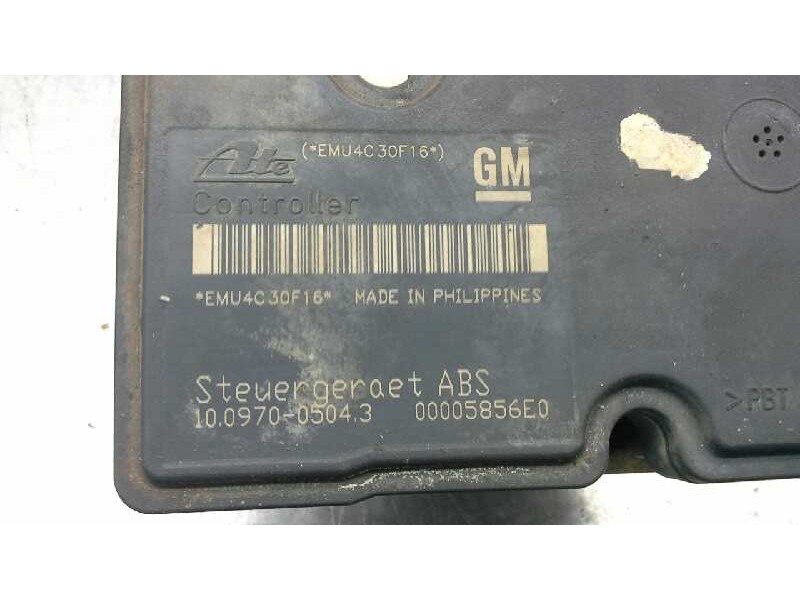 Ate (*EMU4C30F16*) GM
Controller
*EMU4C30F16* MADE IN PHILIPPINES
Steuergeraet ABS
10.0970-0504.3 00005856E0
>PBT